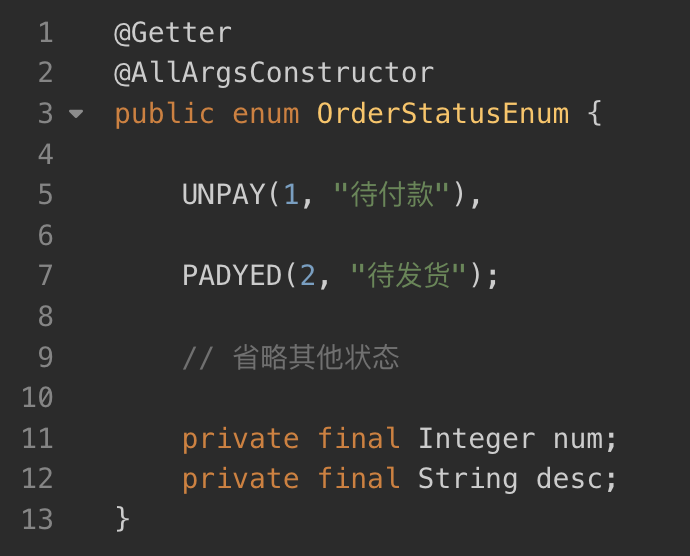 1 @Getter
2 @AllArgsConstructor
3 public enum OrderStatusEnum {
4
5 UNPAY(1, "待付款"),
6
7 PADYED(2, "待发货");
8
9 // 省略其他状态
10
11 private final Integer num;
12 private final String desc;
13 }